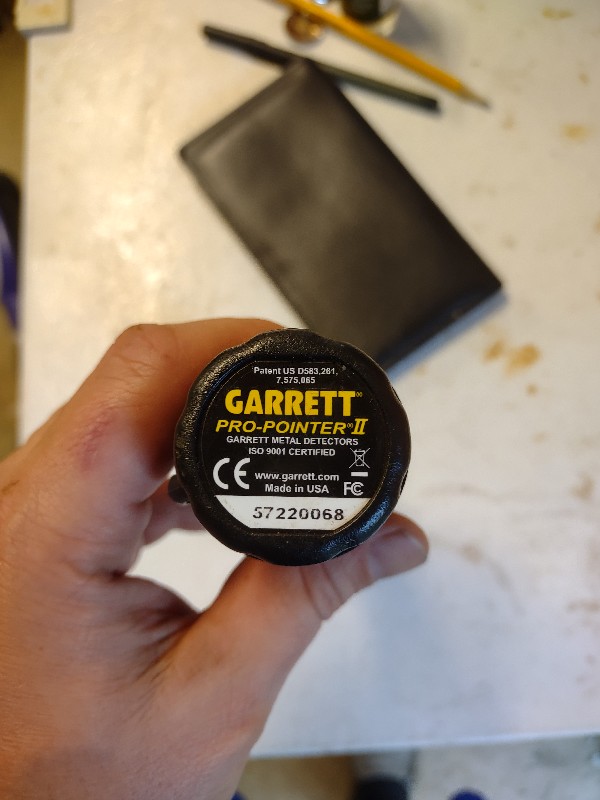 Patent US D583,261,
7,575,065
GARRETT®
PRO-POINTER® II
GARRETT METAL DETECTORS
ISO 9001 CERTIFIED
CE www.garrett.com
Made in USA FC
57220068